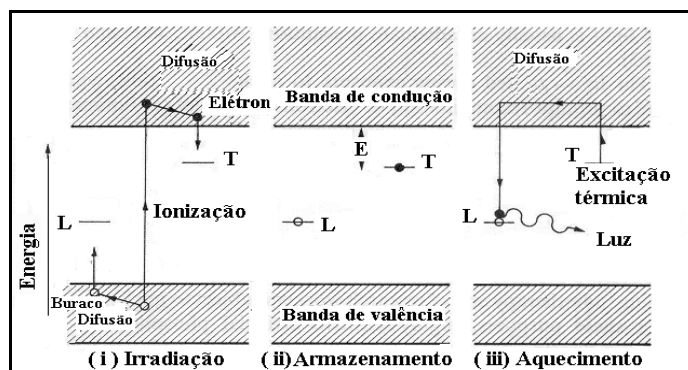 Difusão
Elétron
T
L
Ionização
Energia
Buraco
Difusão
( i ) Irradiação
Banda de condução
E
T
L
Banda de valência
( ii) Armazenamento
Difusão
T
Excitação
térmica
L
Luz
( iii ) Aquecimento